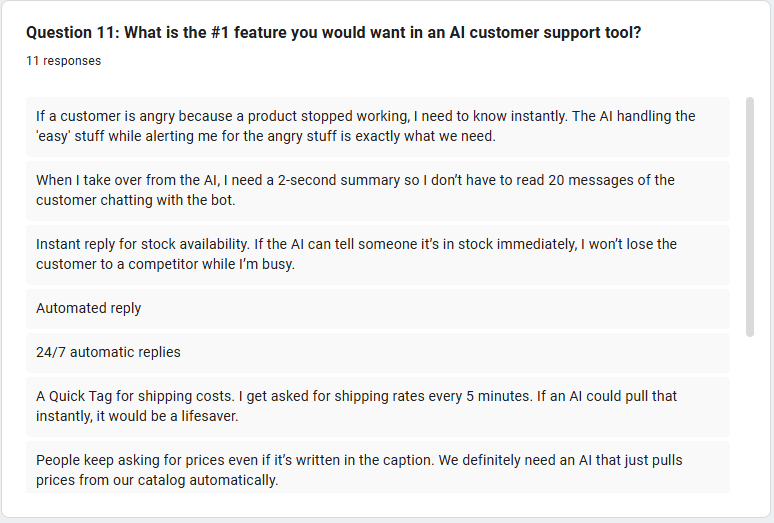 Question 11: What is the #1 feature you would want in an AI customer support tool?
11 responses
If a customer is angry because a product stopped working, I need to know instantly. The AI handling the
'easy' stuff while alerting me for the angry stuff is exactly what we need.
When I take over from the AI, I need a 2-second summary so I don’t have to read 20 messages of the
customer chatting with the bot.
Instant reply for stock availability. If the AI can tell someone it’s in stock immediately, I won’t lose the
customer to a competitor while I’m busy.
Automated reply
24/7 automatic replies
A Quick Tag for shipping costs. I get asked for shipping rates every 5 minutes. If an AI could pull that
instantly, it would be a lifesaver.
People keep asking for prices even if it’s written in the caption. We definitely need an AI that just pulls
prices from our catalog automatically.